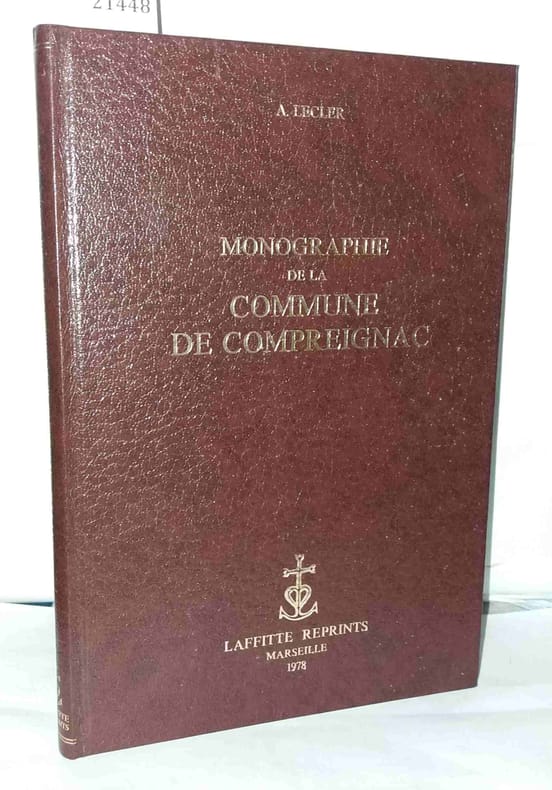 21448
A. LECLER
MONOGRAPHIE
DE LA
COMMUNE
DE COMPREIGNAC
LAFFITTE REPRINTS
MARSEILLE
1978